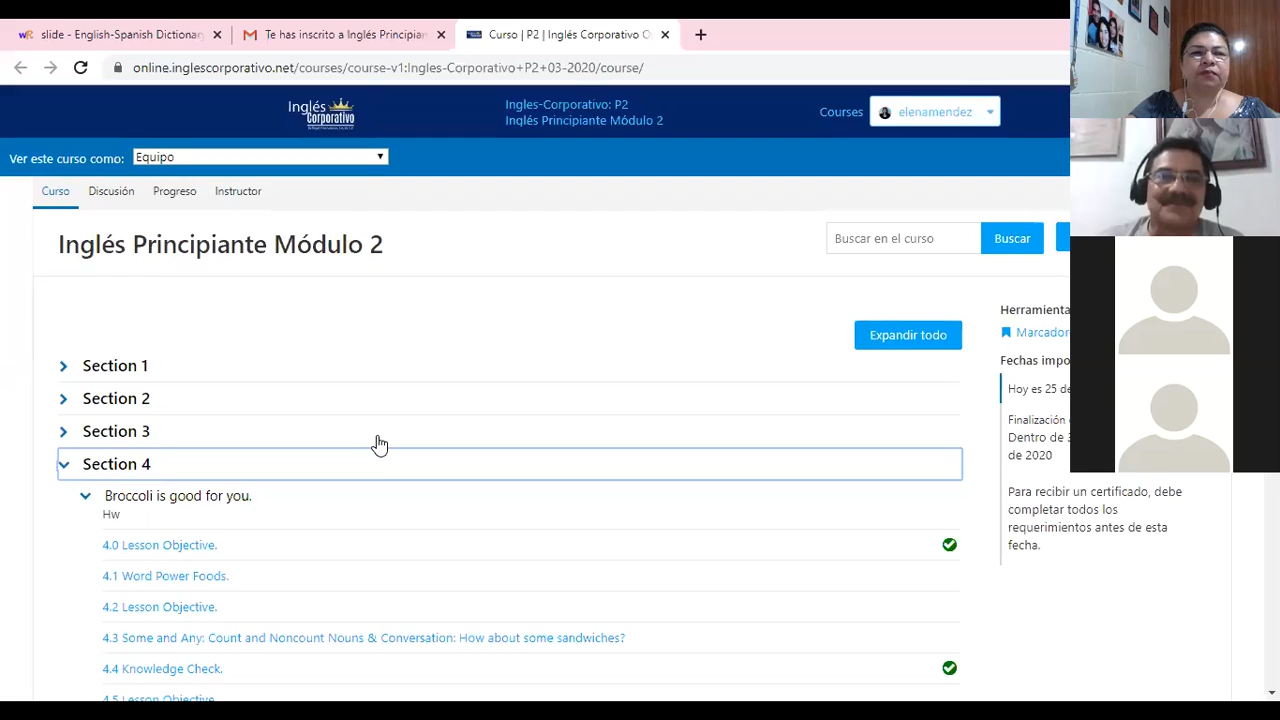 slide - English-Spanish Dictionary
Te has inscrito a Inglés Principian
Curso | P2 | Inglés Corporativo O
online.inglescorporativo.net/courses/course-v1:Ingles-Corporativo+P2+03-2020/course/
Inglés
Corporativo
Ingles-Corporativo: P2
Inglés Principiante Módulo 2
Courses
elenamendez
Ver este curso como:
Equipo
Curso
Discusión
Progreso
Instructor
Inglés Principiante Módulo 2
Buscar en el curso
Buscar
Expandir todo
Section 1
Section 2
Section 3
Section 4
Broccoli is good for you.
Hw
4.0 Lesson Objective.
4.1 Word Power Foods.
4.2 Lesson Objective.
4.3 Some and Any: Count and Noncount Nouns & Conversation: How about some sandwiches?
4.4 Knowledge Check.
4.5 Lesson Objective.
Herramienta
Marcador
Fechas impo
Hoy es 25 de
Finalización
Dentro de 3
de 2020
Para recibir un certificado, debe
completar todos los
requerimientos antes de esta
fecha.